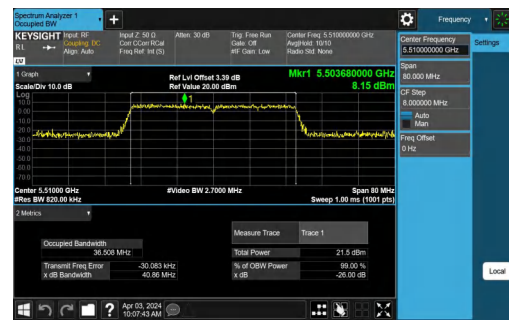 Spectrum Analyzer 1
Occupied BW
Frequency
KEYSIGHT Input: RF Input Z: 50 Ω Atten: 30 dB Trig: Free Run Center Freq: 5.510000000 GHz
RL Coupling: DC Corr CCorr RCal Gate: Off Avg|Hold: 10/10
Align: Auto Freq Ref: Int (S) #IF Gain: Low Radio Std: None
LV
Center Frequency
5.510000000 GHz
Settings
Span
80.000 MHz
CF Step
8.000000 MHz
Auto
Man
Freq Offset
0 Hz
Local
1 Graph Ref Lvl Offset 3.39 dB Mkr1 5.503680000 GHz
Scale/Div 10.0 dB Ref Value 20.00 dBm 8.15 dBm
Log
1
10.0
0.00
-10.0
-20.0
-30.0
-40.0
-50.0
-60.0
-70.0
Center 5.51000 GHz #Video BW 2.7000 MHz Span 80 MHz
#Res BW 820.00 kHz Sweep 1.00 ms (1001 pts)
2 Metrics
Measure Trace Trace 1
Occupied Bandwidth
36.508 MHz Total Power 21.5 dBm
Transmit Freq Error -30.083 kHz % of OBW Power 99.00 %
x dB Bandwidth 40.86 MHz x dB -26.00 dB
Apr 03, 2024
10:07:43 AM